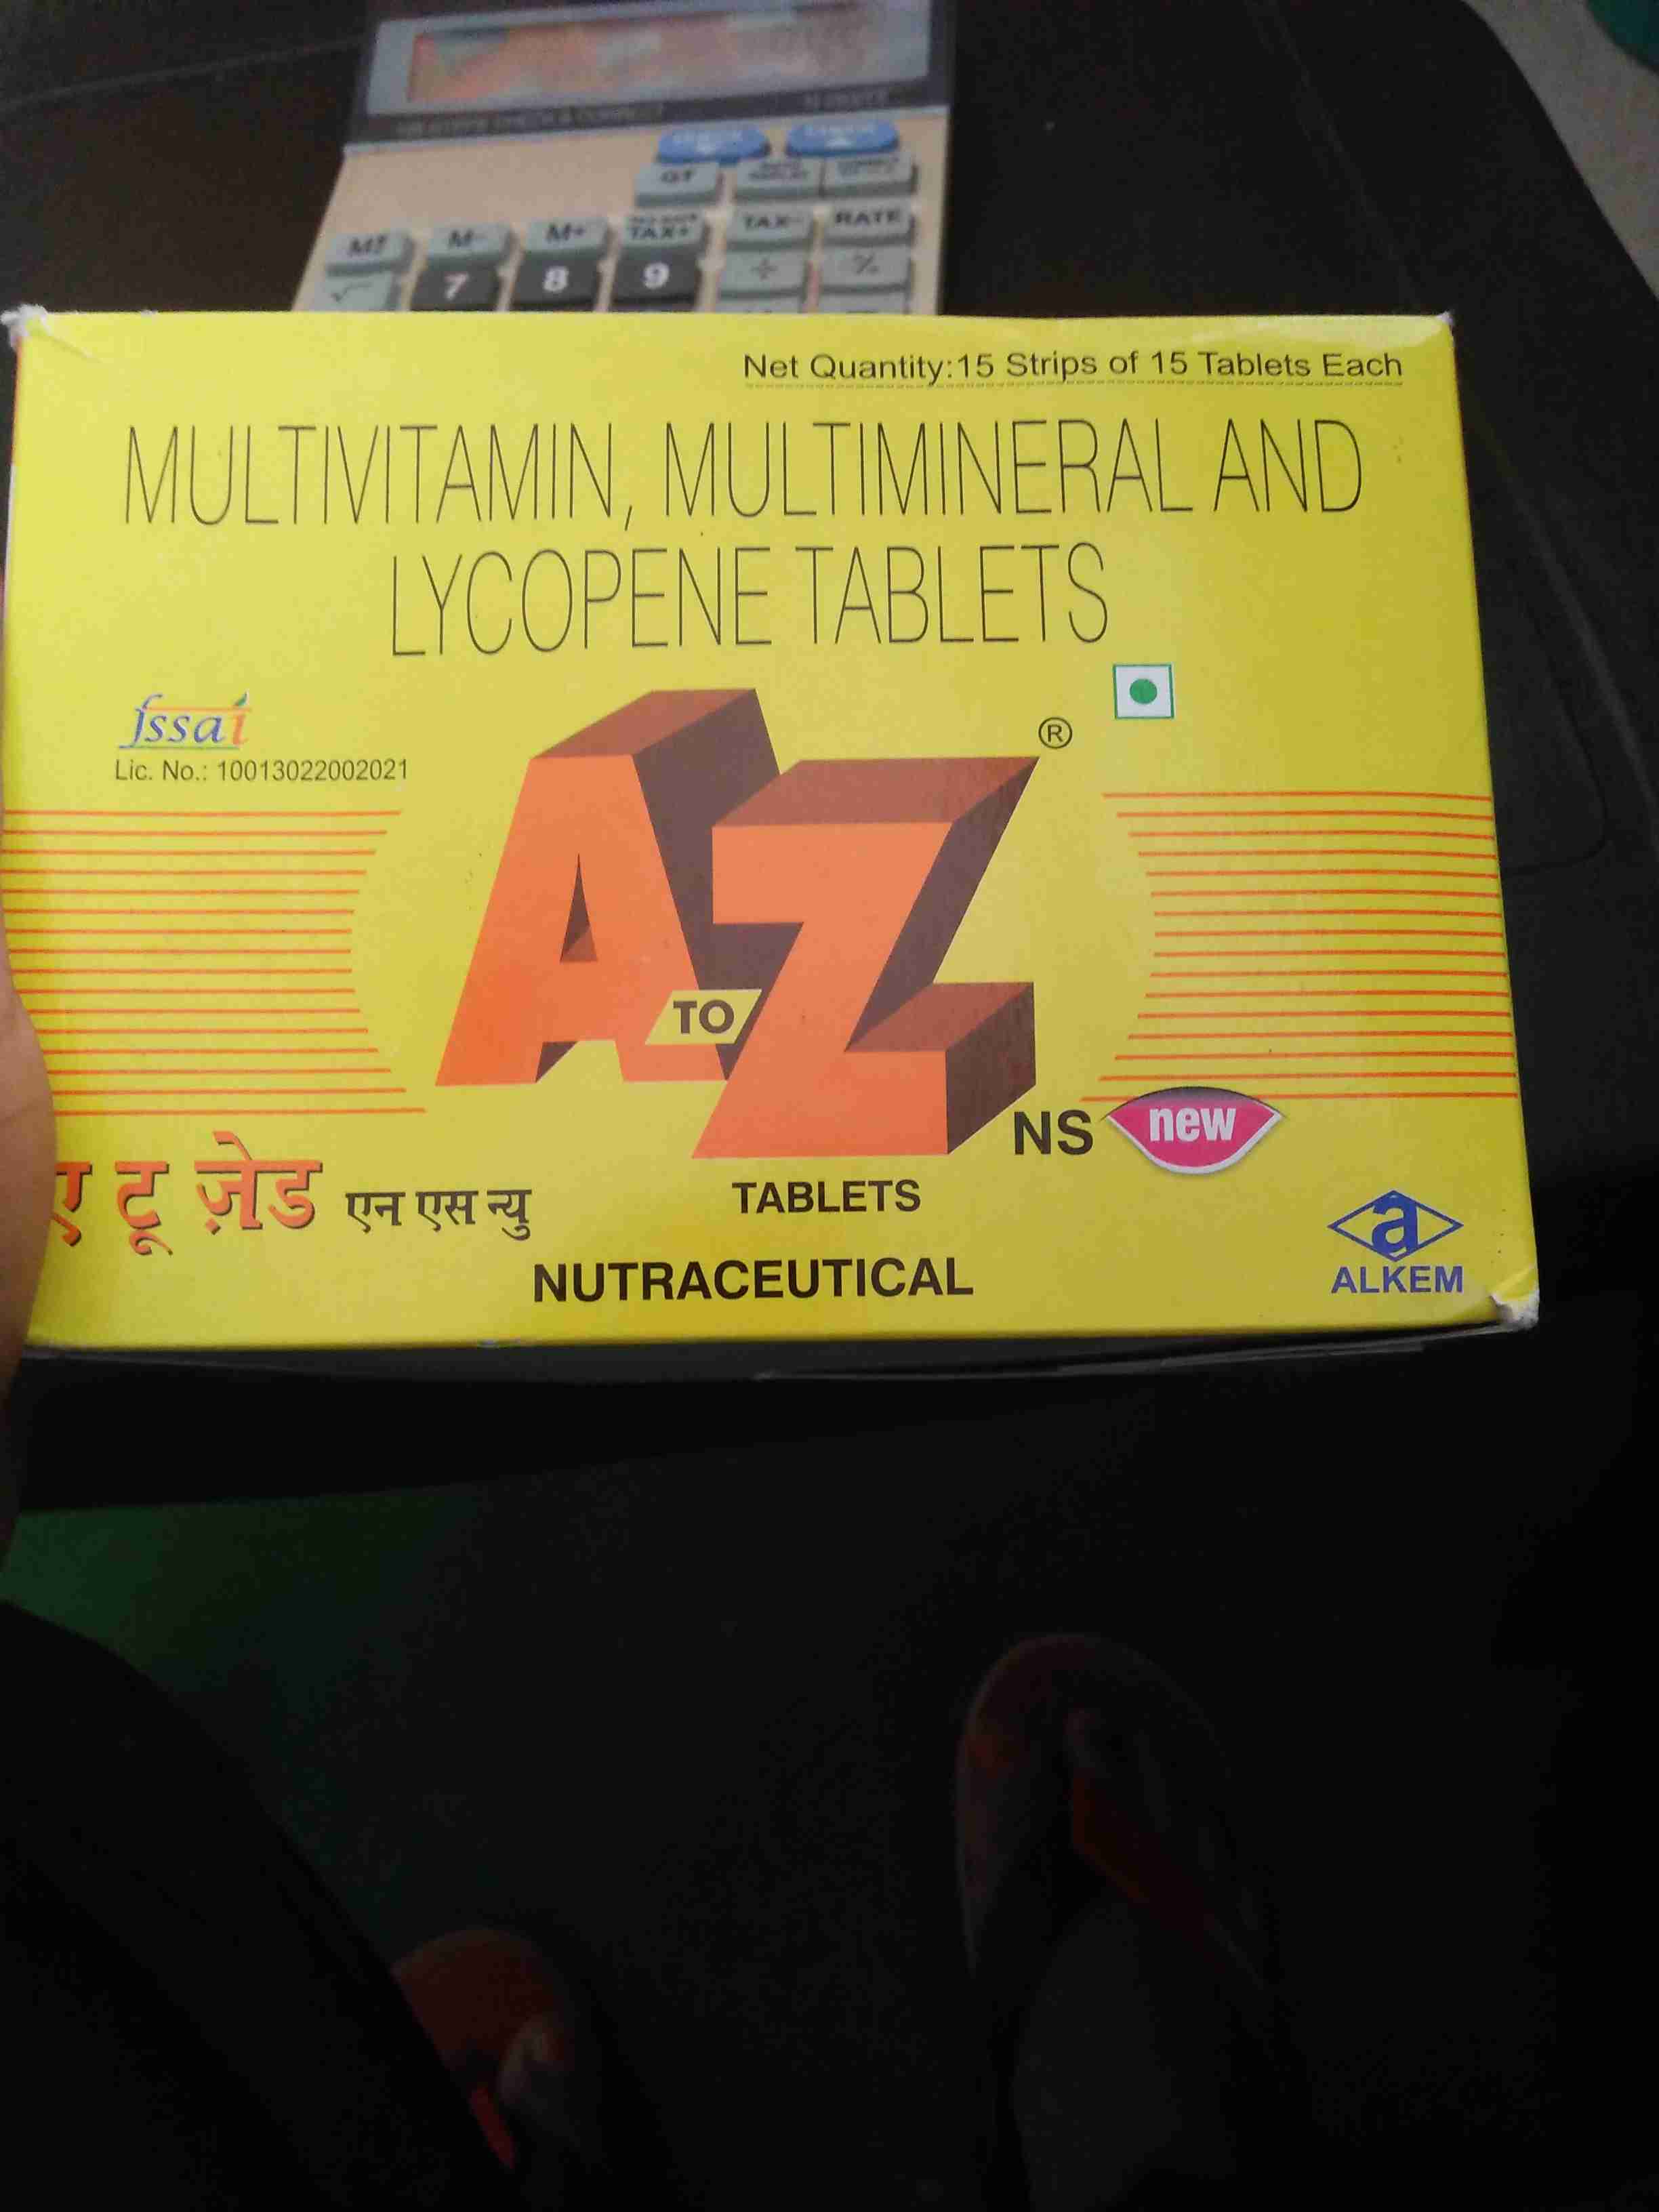 GT
M- M+ TAX+ TAX- RATE
7 8 9 ÷ %
√
Net Quantity:15 Strips of 15 Tablets Each
MULTIVITAMIN, MULTIMINERAL AND
LYCOPENE TABLETS
fssai
Lic. No.: 10013022002021
A TO Z ®
NS new
ए टू ज़ेड एन एस न्यु
TABLETS
NUTRACEUTICAL
a
ALKEM